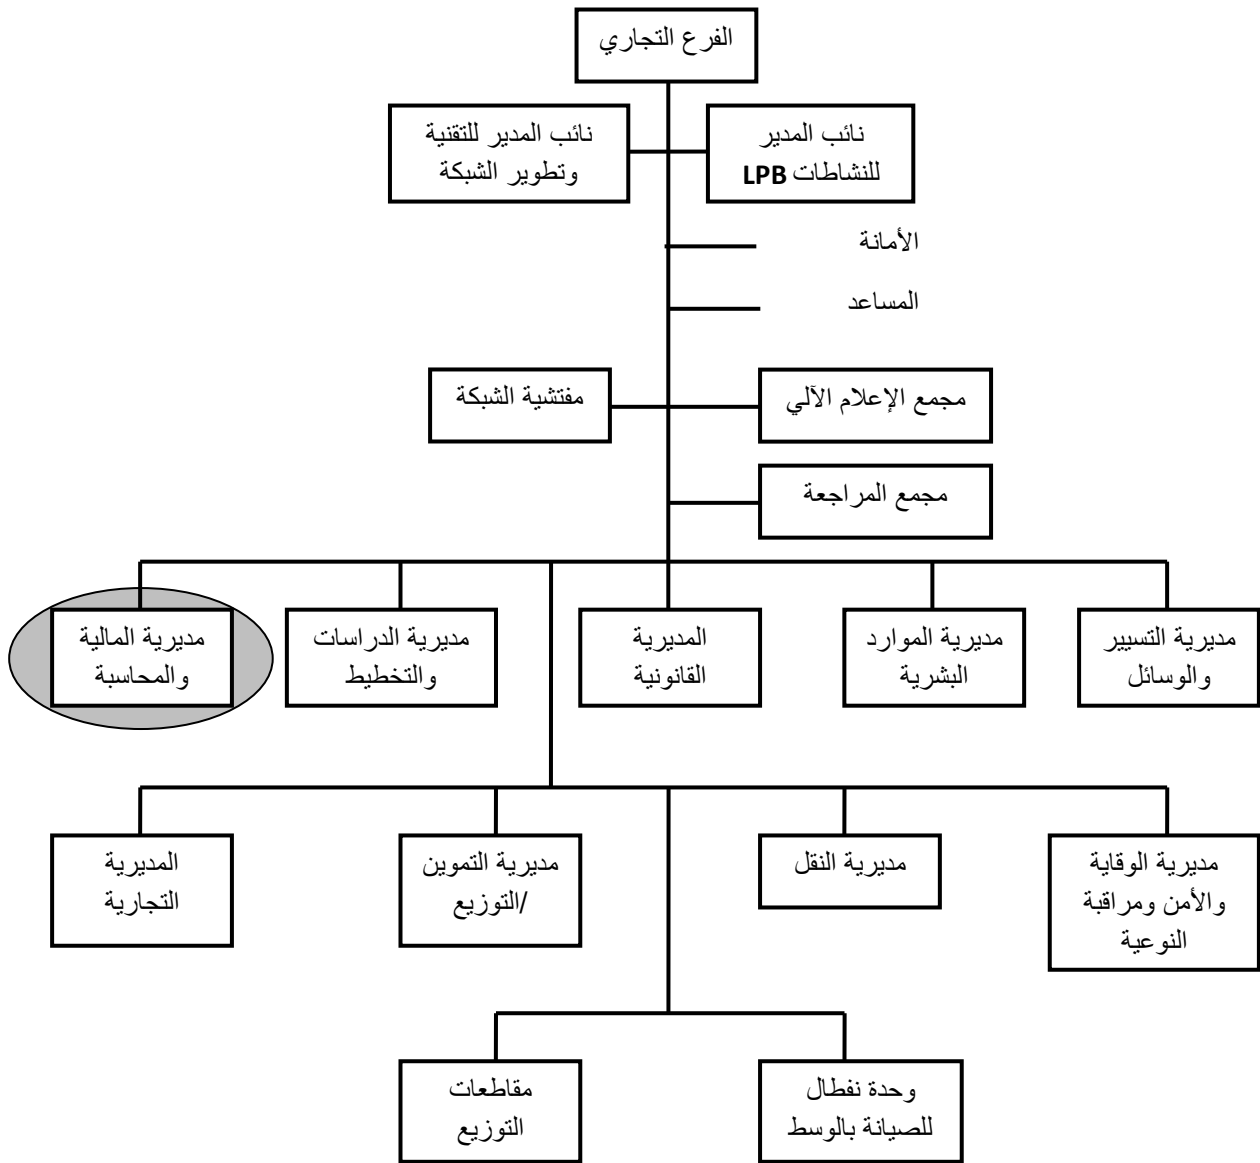 الفرع التجاري
نائب المدير
للنشاطات LPB
نائب المدير للتقنية
وتطوير الشبكة
الأمانة
المساعد
مجمع الإعلام الآلي
مفتشية الشبكة
مجمع المراجعة
مديرية التسيير
والوسائل
مديرية الموارد
البشرية
المديرية
القانونية
مديرية الدراسات
والتخطيط
مديرية المالية
والمحاسبة
مديرية الوقاية
والأمن ومراقبة
النوعية
مديرية النقل
مديرية التموين
/التوزيع
المديرية
التجارية
وحدة نفطال
للصيانة بالوسط
مقاطعات
التوزيع